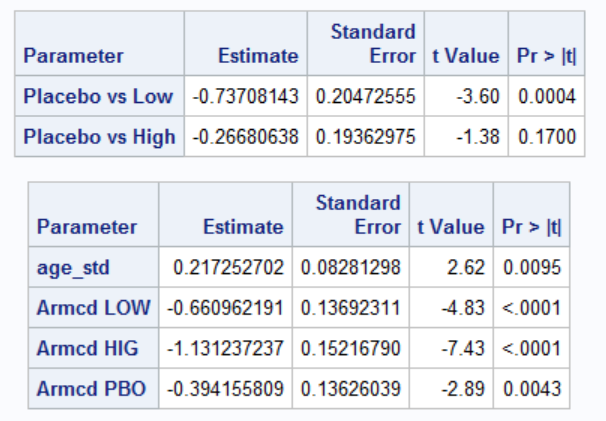 Parameter Estimate Standard Error t Value Pr > |t|
Placebo vs Low -0.73708143 0.20472555 -3.60 0.0004
Placebo vs High -0.26680638 0.19362975 -1.38 0.1700
Parameter Estimate Standard Error t Value Pr > |t|
age_std 0.217252702 0.08281298 2.62 0.0095
Armcd LOW -0.660962191 0.13692311 -4.83 <.0001
Armcd HIG -1.131237237 0.15216790 -7.43 <.0001
Armcd PBO -0.394155809 0.13626039 -2.89 0.0043